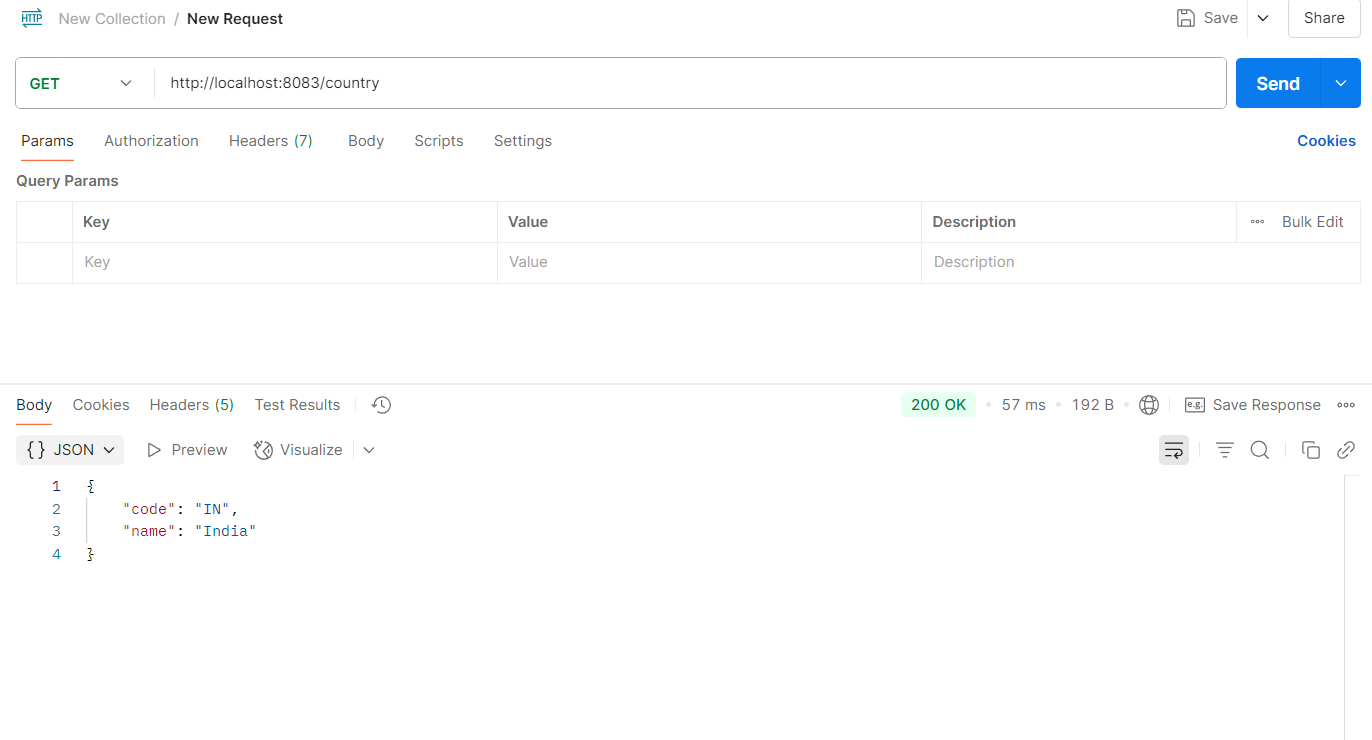 HTTP New Collection / New Request Save Share
GET http://localhost:8083/country Send
Params Authorization Headers (7) Body Scripts Settings Cookies
Query Params
Key Value Description Bulk Edit
Key Value Description
Body Cookies Headers (5) Test Results 200 OK 57 ms 192 B e.g. Save Response
{} JSON Preview Visualize
1 {
2 "code": "IN",
3 "name": "India"
4 }